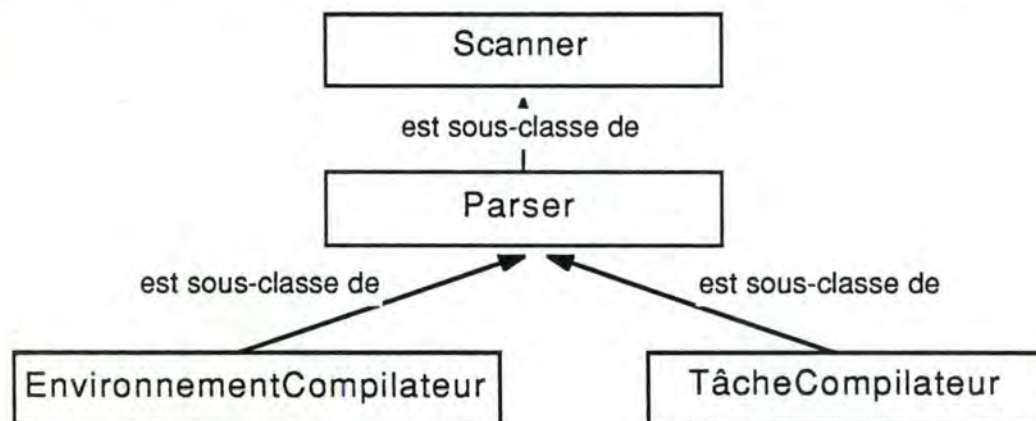 Scanner
est sous-classe de
Parser
est sous-classe de
est sous-classe de
EnvironnementCompilateur
TâcheCompilateur